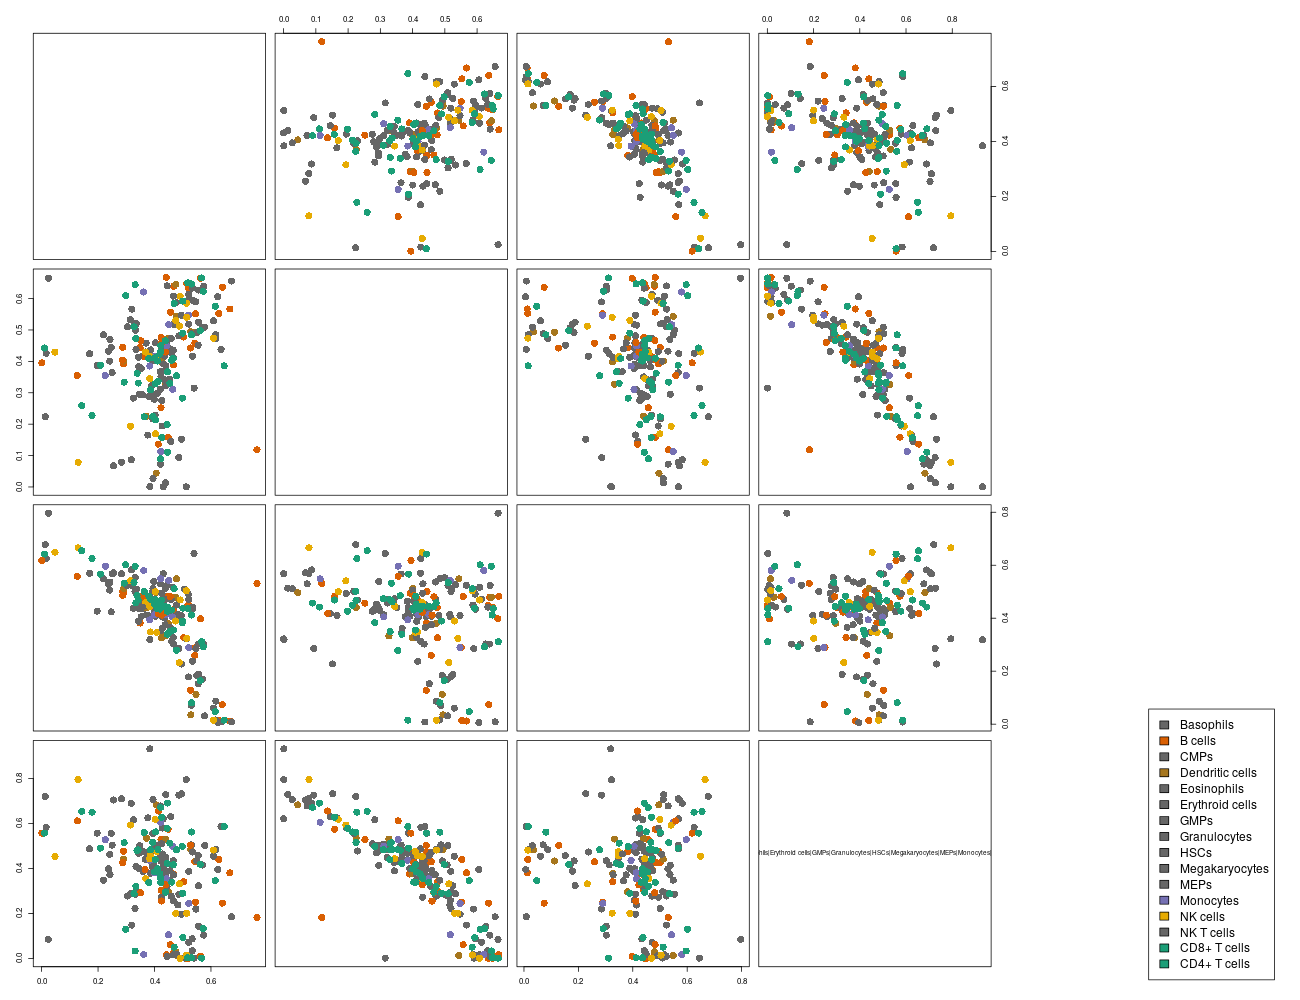 0.0 0.1 0.2 0.3 0.4 0.5 0.6
0.0 0.2 0.4 0.6 0.8
0.6
0.4
0.2
0.0
0.6
0.5
0.4
0.3
0.2
0.1
0.0
0.8
0.6
0.4
0.2
0.0
0.8
0.6
0.4
0.2
0.0
Erythroid cells|GMPs|Granulocytes|HSCs|Megakaryocytes|MEPs|Monocytes|
0.0 0.2 0.4 0.6
0.0 0.2 0.4 0.6 0.8
Basophils
B cells
CMPs
Dendritic cells
Eosinophils
Erythroid cells
GMPs
Granulocytes
HSCs
Megakaryocytes
MEPs
Monocytes
NK cells
NK T cells
CD8+ T cells
CD4+ T cells